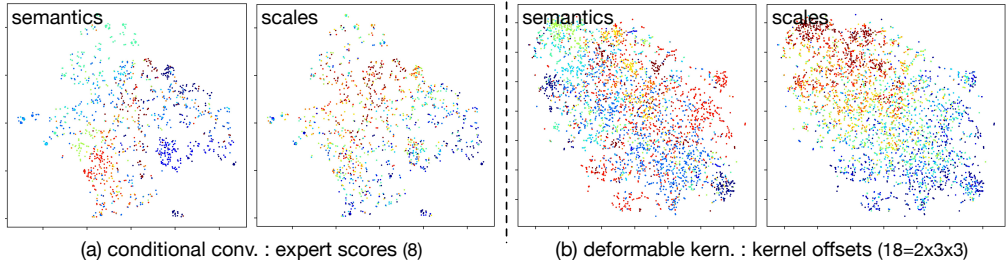 semantics
scales
semantics
scales
(a) conditional conv. : expert scores (8)
(b) deformable kern. : kernel offsets (18=2x3x3)